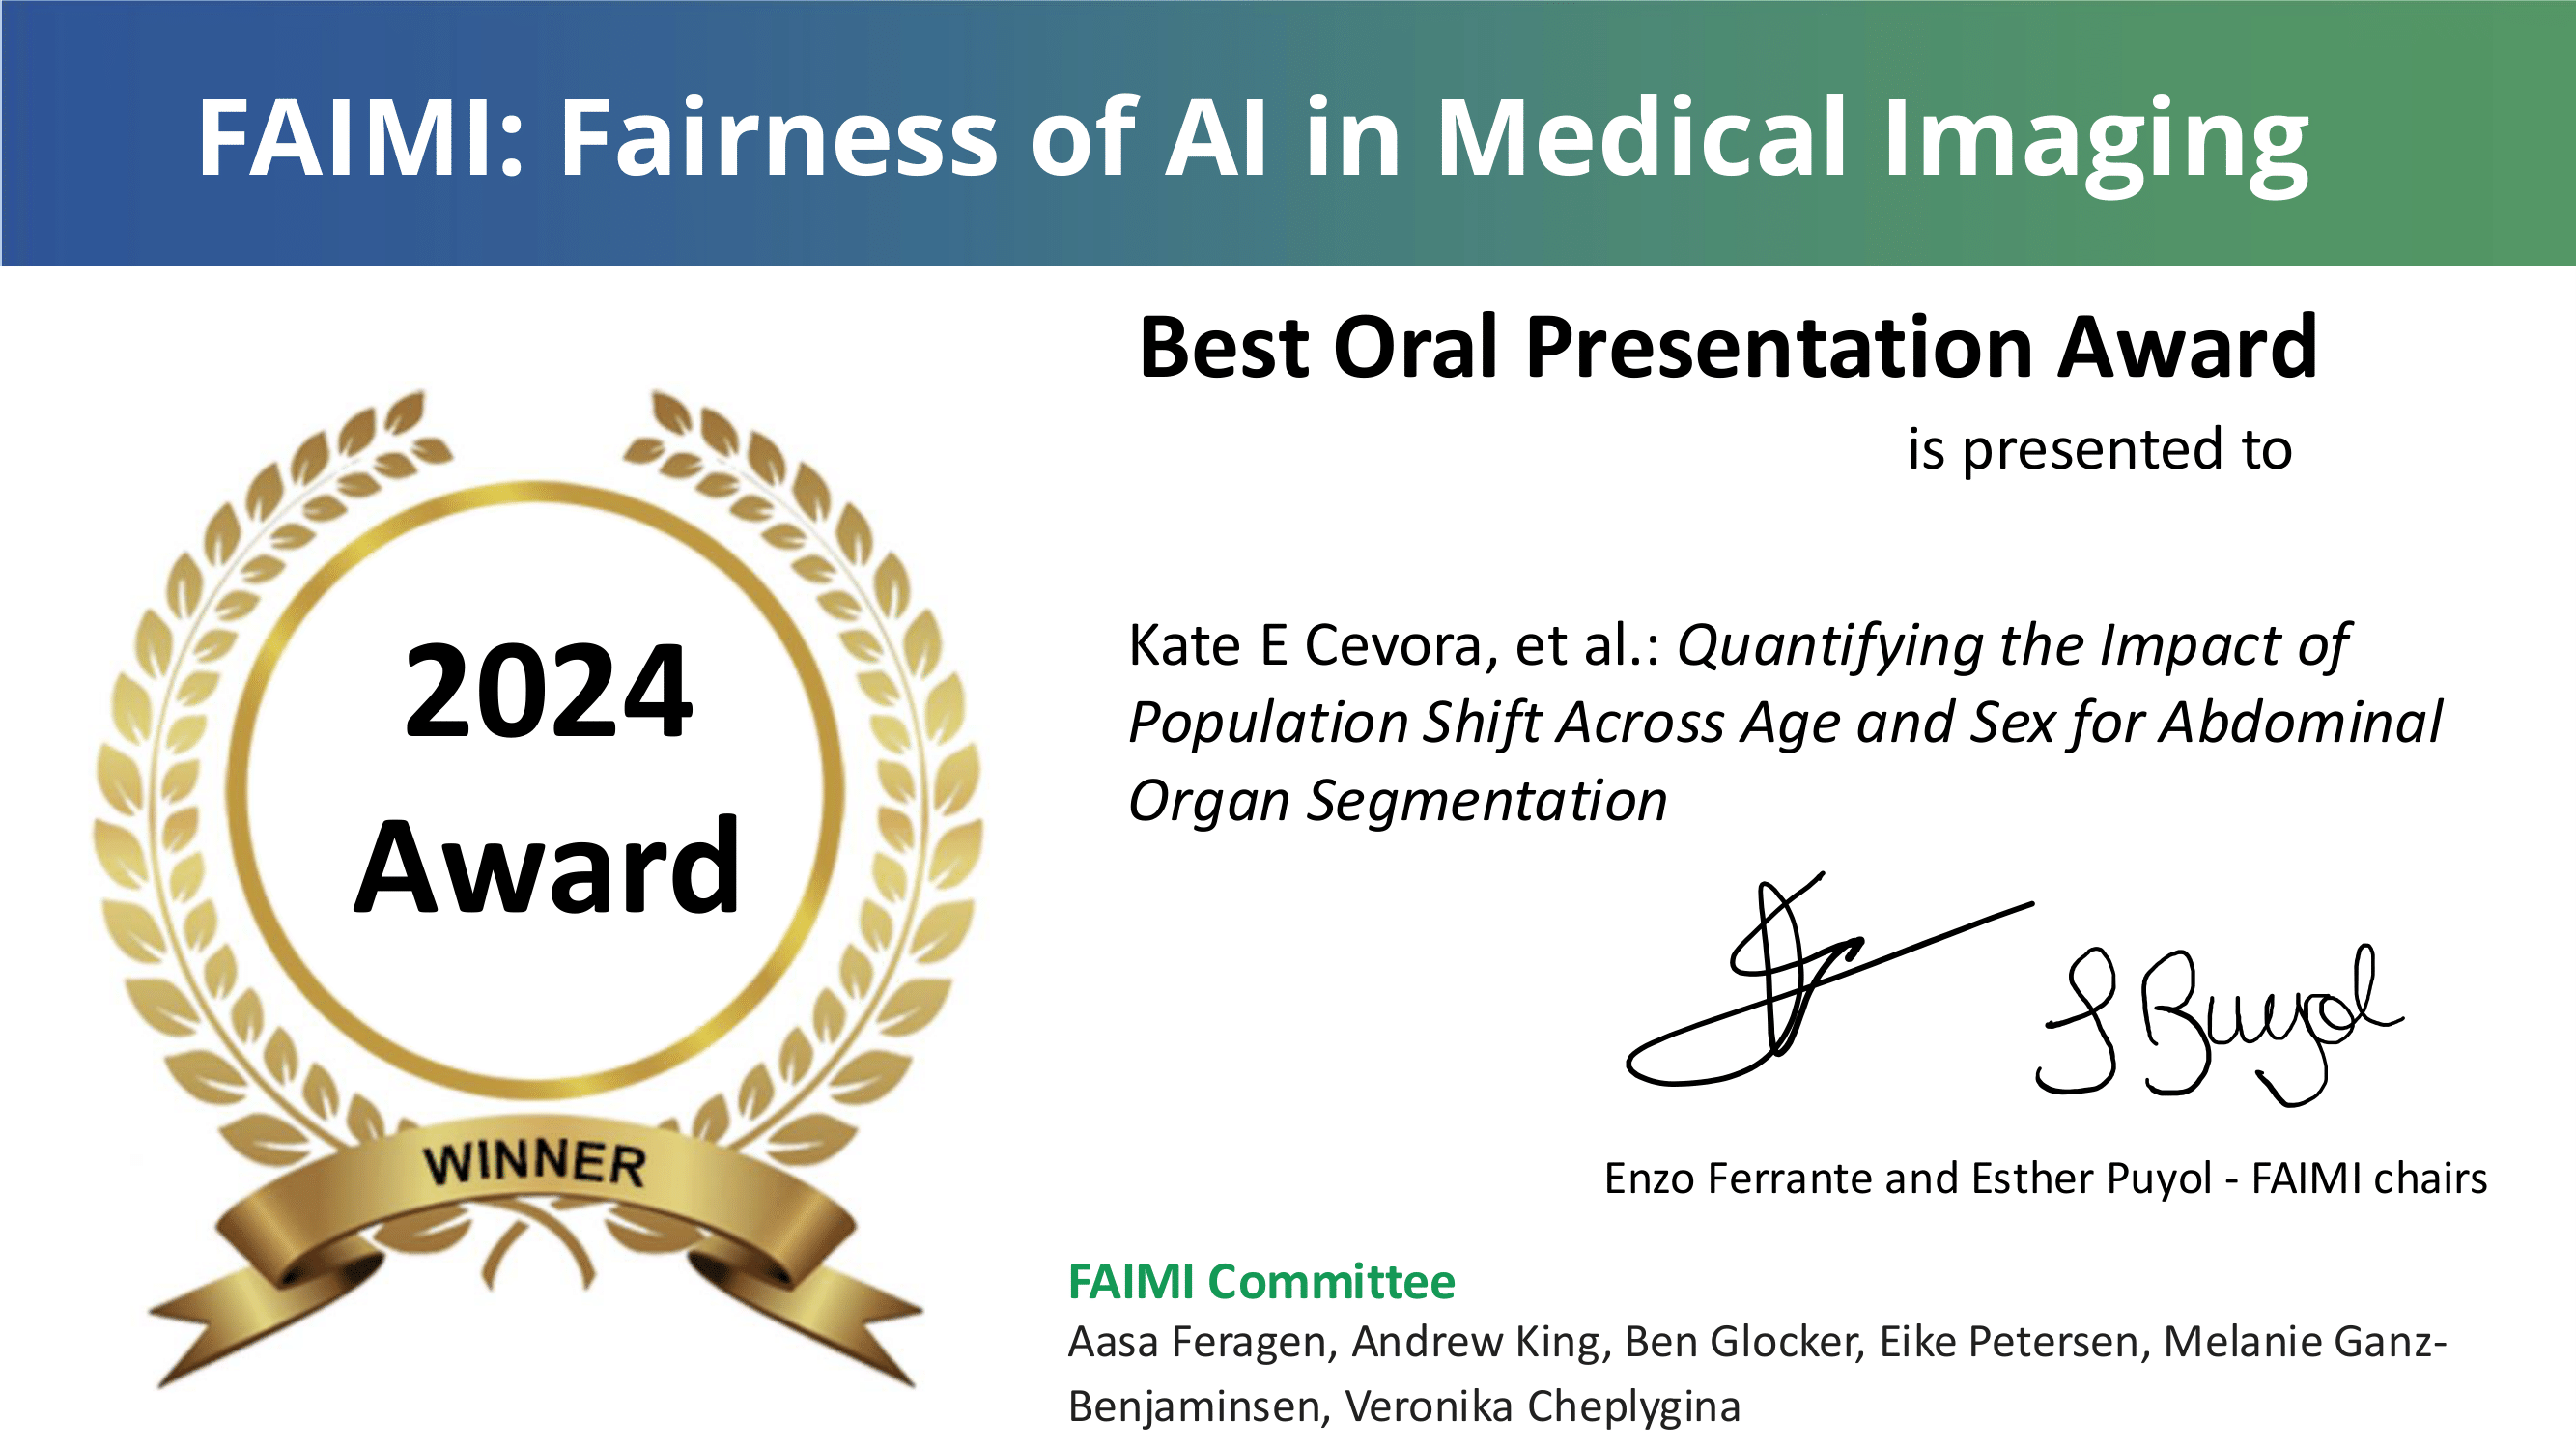 FAIMI: Fairness of AI in Medical Imaging
Best Oral Presentation Award
is presented to
2024
Award
WINNER
Kate E Cevora, et al.: Quantifying the Impact of
Population Shift Across Age and Sex for Abdominal
Organ Segmentation
Enzo Ferrante and Esther Puyol - FAIMI chairs
FAIMI Committee
Aasa Feragen, Andrew King, Ben Glocker, Eike Petersen, Melanie Ganz-
Benjaminsen, Veronika Cheplygina